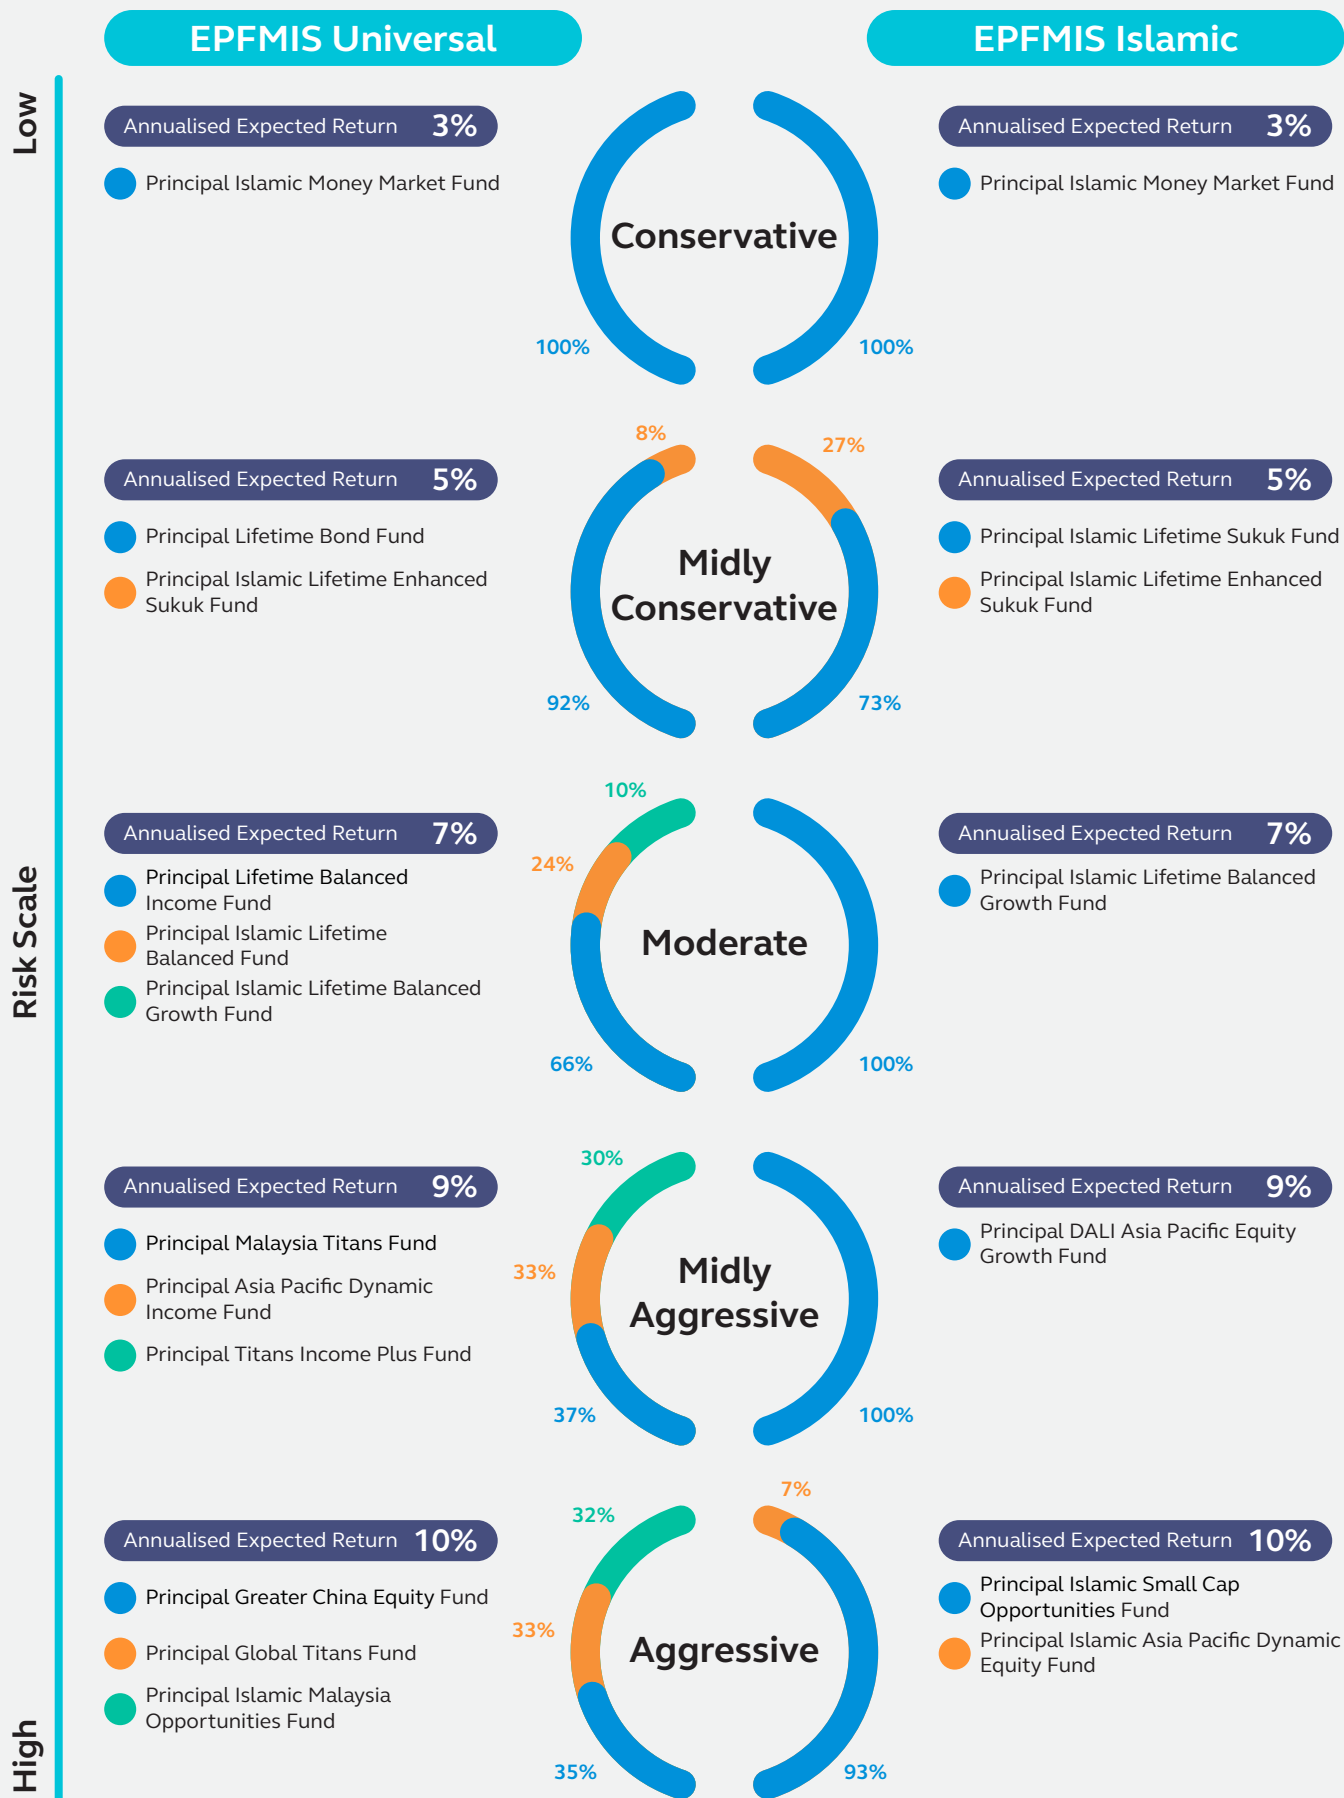 EPFMIS Universal
EPFMIS Islamic
Low
Annualised Expected Return 3%
Principal Islamic Money Market Fund
Conservative
100%
100%
Annualised Expected Return 3%
Principal Islamic Money Market Fund
Annualised Expected Return 5%
Principal Lifetime Bond Fund
Principal Islamic Lifetime Enhanced
Sukuk Fund
8%
27%
Midly
Conservative
92%
73%
Annualised Expected Return 5%
Principal Islamic Lifetime Sukuk Fund
Principal Islamic Lifetime Enhanced
Sukuk Fund
Risk Scale
Annualised Expected Return 7%
Principal Lifetime Balanced
Income Fund
Principal Islamic Lifetime
Balanced Fund
Principal Islamic Lifetime Balanced
Growth Fund
10%
24%
Moderate
66%
100%
Annualised Expected Return 7%
Principal Islamic Lifetime Balanced
Growth Fund
Annualised Expected Return 9%
Principal Malaysia Titans Fund
Principal Asia Pacific Dynamic
Income Fund
Principal Titans Income Plus Fund
30%
33%
Midly
Aggressive
37%
100%
Annualised Expected Return 9%
Principal DALI Asia Pacific Equity
Growth Fund
Annualised Expected Return 10%
Principal Greater China Equity Fund
Principal Global Titans Fund
Principal Islamic Malaysia
Opportunities Fund
32%
7%
33%
Aggressive
35%
93%
Annualised Expected Return 10%
Principal Islamic Small Cap
Opportunities Fund
Principal Islamic Asia Pacific Dynamic
Equity Fund
High